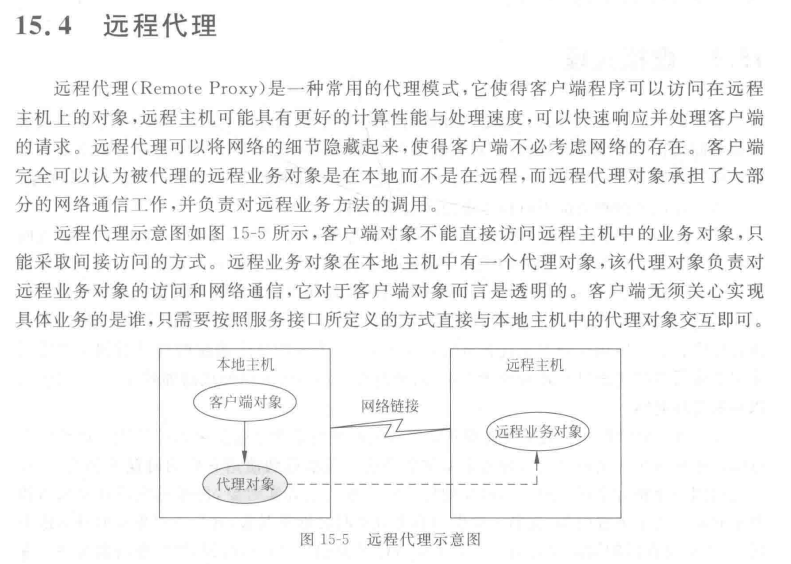 15.4 远程代理
远程代理(Remote Proxy)是一种常用的代理模式,它使得客户端程序可以访问在远程
主机上的对象,远程主机可能具有更好的计算性能与处理速度,可以快速响应并处理客户端
的请求。远程代理可以将网络的细节隐藏起来,使得客户端不必考虑网络的存在。客户端
完全可以认为被代理的远程业务对象是在本地而不是在远程,而远程代理对象承担了大部
分的网络通信工作,并负责对远程业务方法的调用。
远程代理示意图如图 15-5 所示,客户端对象不能直接访问远程主机中的业务对象,只
能采取间接访问的方式。远程业务对象在本地主机中有一个代理对象,该代理对象负责对
远程业务对象的访问和网络通信,它对于客户端对象而言是透明的。客户端无须关心实现
具体业务的是谁,只需要按照服务接口所定义的方式直接与本地主机中的代理对象交互即可。
本地主机
远程主机
客户端对象
网络链接
远程业务对象
代理对象
图 15-5 远程代理示意图